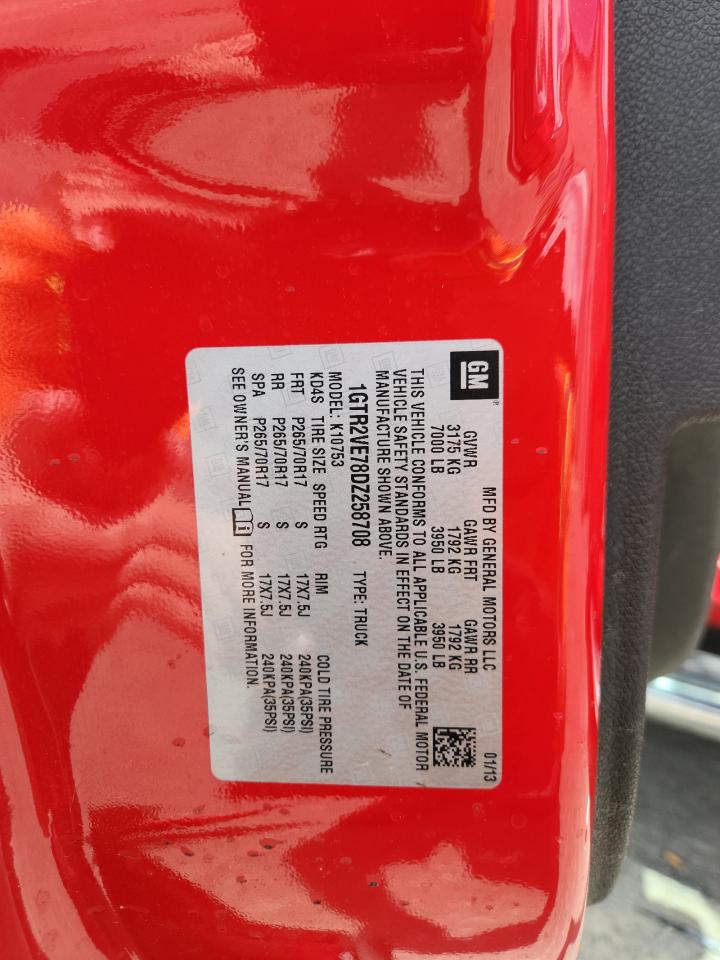 GM
MFD BY GENERAL MOTORS LLC 01/13
GVWR GAWR FRT GAWR RR
3175 KG 1792 KG 1792 KG
7000 LB 3950 LB 3950 LB
THIS VEHICLE CONFORMS TO ALL APPLICABLE U.S. FEDERAL MOTOR
VEHICLE SAFETY STANDARDS IN EFFECT ON THE DATE OF
MANUFACTURE SHOWN ABOVE.
1GTR2VE78DZ258708 TYPE: TRUCK
MODEL: K10753
KD4S TIRE SIZE SPEED RTG RIM COLD TIRE PRESSURE
FRT P265/70R17 S 17X7.5J 240KPA(35PSI)
RR P265/70R17 S 17X7.5J 240KPA(35PSI)
SPA P265/70R17 S 17X7.5J 240KPA(35PSI)
SEE OWNER'S MANUAL FOR MORE INFORMATION.